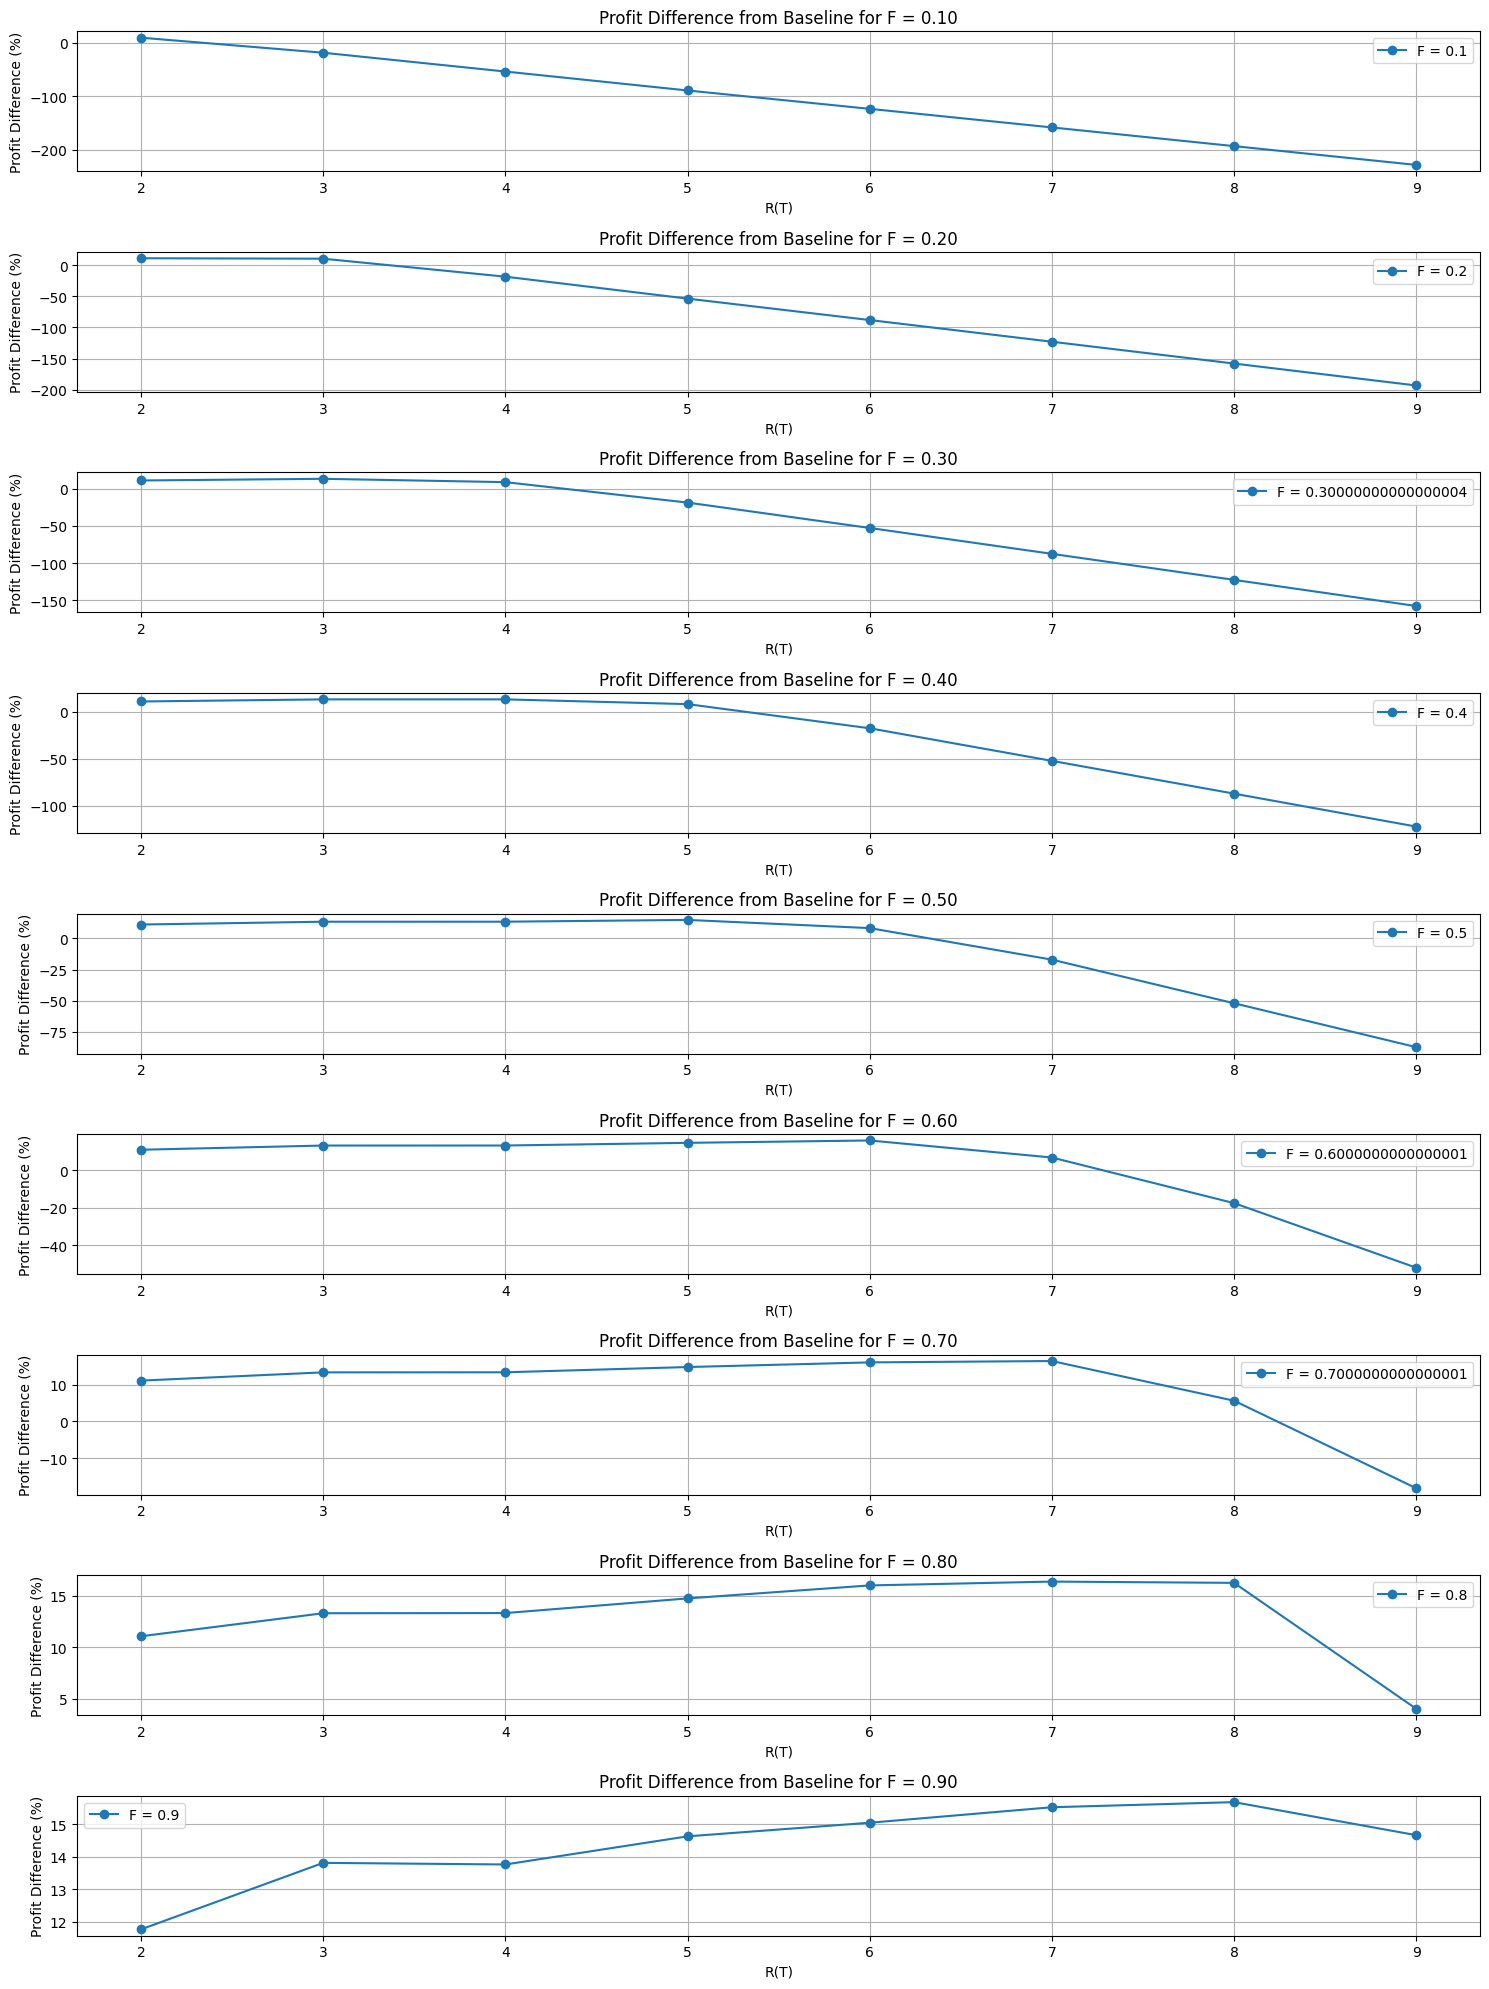 Profit Difference from Baseline for F = 0.10
Profit Difference (%)
0
−100
−200
F = 0.1
2 3 4 5 6 7 8 9
R(T)
Profit Difference from Baseline for F = 0.20
Profit Difference (%)
0
−50
−100
−150
−200
F = 0.2
2 3 4 5 6 7 8 9
R(T)
Profit Difference from Baseline for F = 0.30
Profit Difference (%)
0
−50
−100
−150
F = 0.30000000000000004
2 3 4 5 6 7 8 9
R(T)
Profit Difference from Baseline for F = 0.40
Profit Difference (%)
0
−50
−100
F = 0.4
2 3 4 5 6 7 8 9
R(T)
Profit Difference from Baseline for F = 0.50
Profit Difference (%)
0
−25
−50
−75
F = 0.5
2 3 4 5 6 7 8 9
R(T)
Profit Difference from Baseline for F = 0.60
Profit Difference (%)
0
−20
−40
F = 0.6000000000000001
2 3 4 5 6 7 8 9
R(T)
Profit Difference from Baseline for F = 0.70
Profit Difference (%)
10
0
−10
F = 0.7000000000000001
2 3 4 5 6 7 8 9
R(T)
Profit Difference from Baseline for F = 0.80
Profit Difference (%)
15
10
5
F = 0.8
2 3 4 5 6 7 8 9
R(T)
Profit Difference from Baseline for F = 0.90
Profit Difference (%)
15
14
13
12
F = 0.9
2 3 4 5 6 7 8 9
R(T)